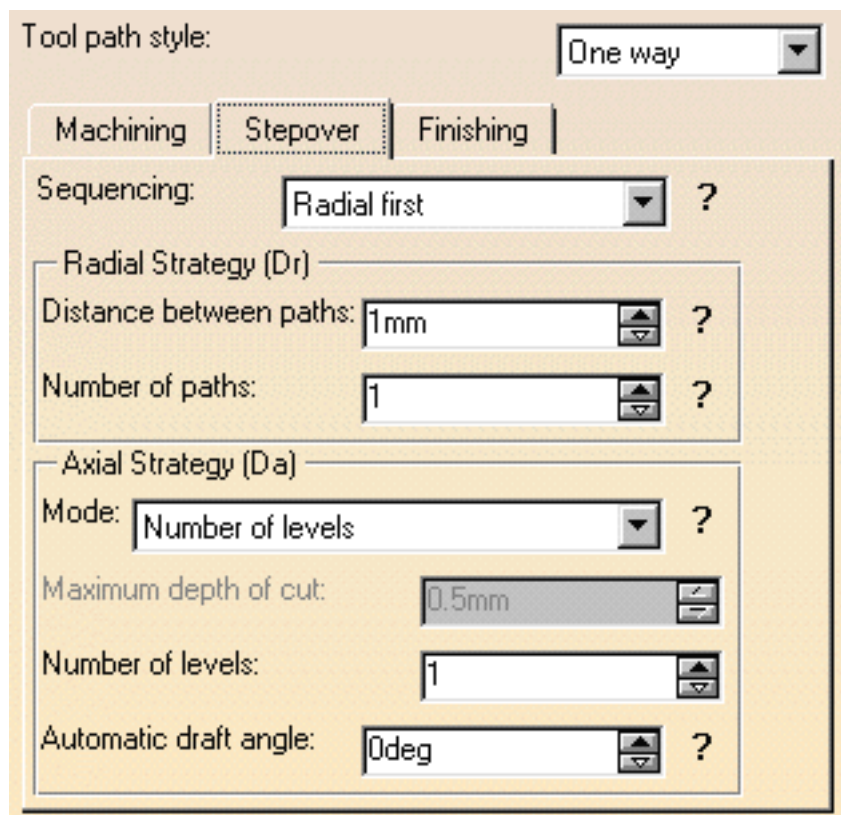 Tool path style: One way
Machining Stepover Finishing
Sequencing: Radial first ?
Radial Strategy (Dr)
Distance between paths: 1mm ?
Number of paths: 1 ?
Axial Strategy (Da)
Mode: Number of levels ?
Maximum depth of cut: 0.5mm
Number of levels: 1
Automatic draft angle: 0deg ?